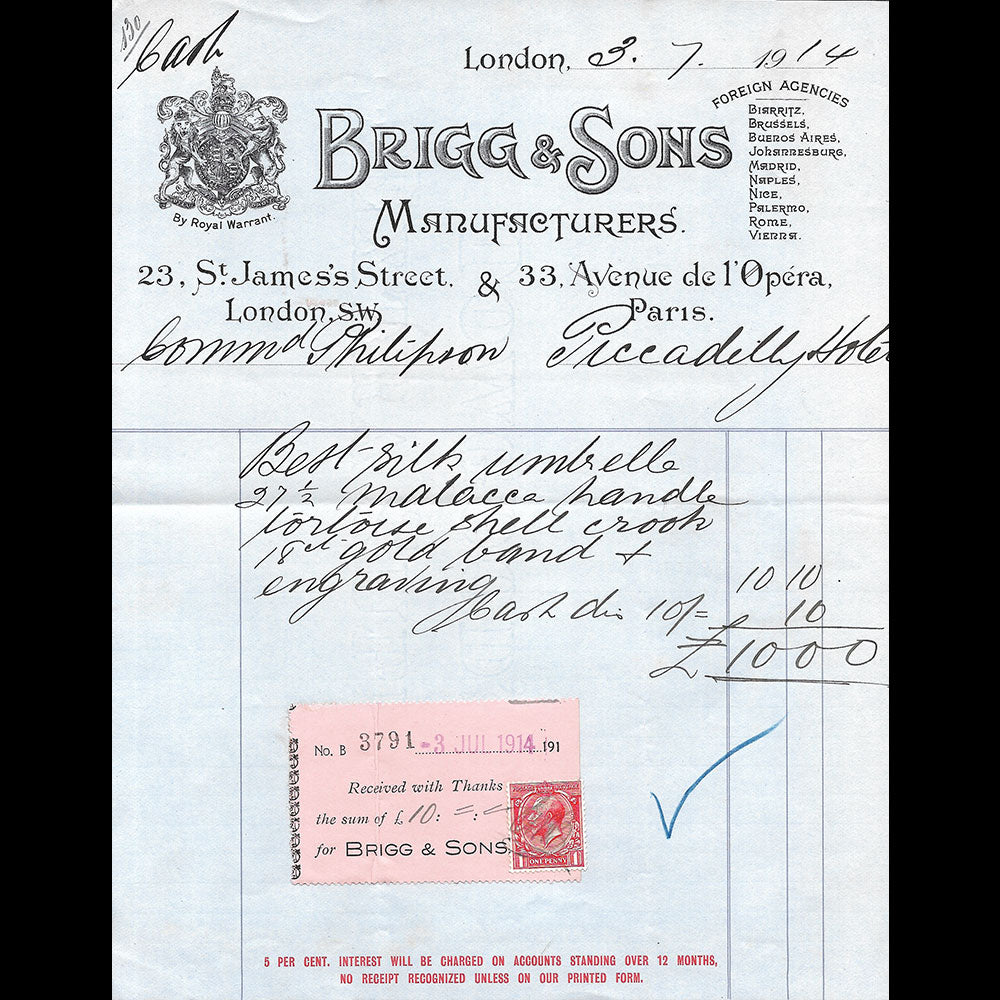 130
Cash
London, 3. 7. 1914
FOREIGN AGENCIES
BIARRITZ,
BRUSSELS,
BUENOS AIRES,
JOHANNESBURG,
MADRID,
NAPLES,
NICE,
PALERMO,
ROME,
VIENNA.
By Royal Warrant.
BRIGG & SONS
MANUFACTURERS.
23, St. James's Street, & 33, Avenue de l'Opéra,
London, S.W. Paris.
Commd Philipson Piccadilly Hotel
Best silk umbrella
27 ½ malacca handle
tortoise shell crook
18ct gold band +
engraving 10 10
Cash dis 10/= 10
£ 10 0 0
No. B 3791 -3 JUL 1914 191
Received with Thanks
the sum of £ 10: = : =
for BRIGG & SONS
ONE PENNY
1 1
5 PER CENT. INTEREST WILL BE CHARGED ON ACCOUNTS STANDING OVER 12 MONTHS,
NO RECEIPT RECOGNIZED UNLESS ON OUR PRINTED FORM.